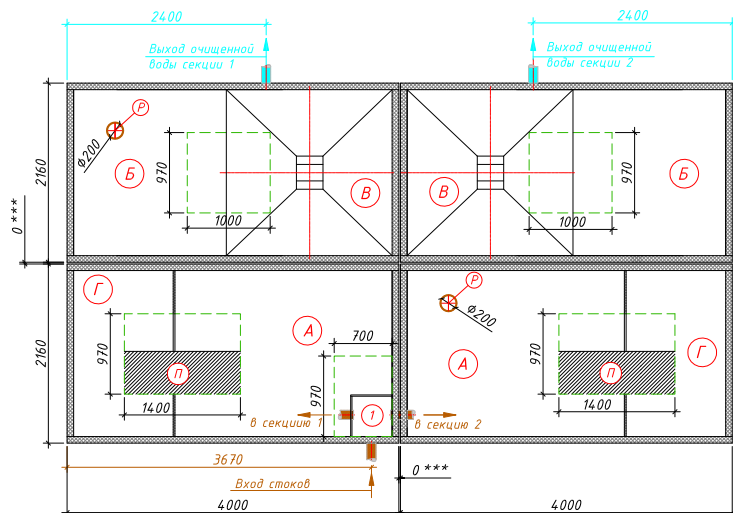 2400
2400
Выход очищенной
воды секции 1
Выход очищенной
воды секции 2
Р
Ф200
Б
970
1000
В
В
970
1000
Б
2160
0 ***
Г
970
П
1400
А
700
970
1
в секциию 1
в секцию 2
Р
Ф200
А
970
П
1400
Г
2160
3670
Вход стоков
0 ***
4000
4000